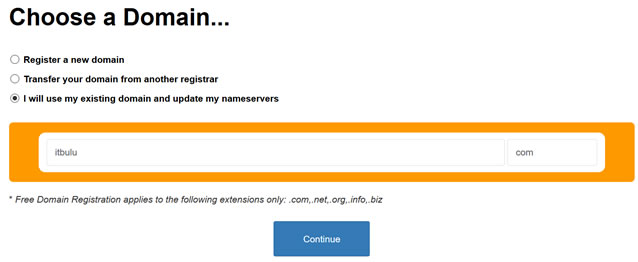 Choose a Domain...
Register a new domain
Transfer your domain from another registrar
I will use my existing domain and update my nameservers
itbulu com
* Free Domain Registration applies to the following extensions only: .com,.net,.org,.info,.biz
Continue